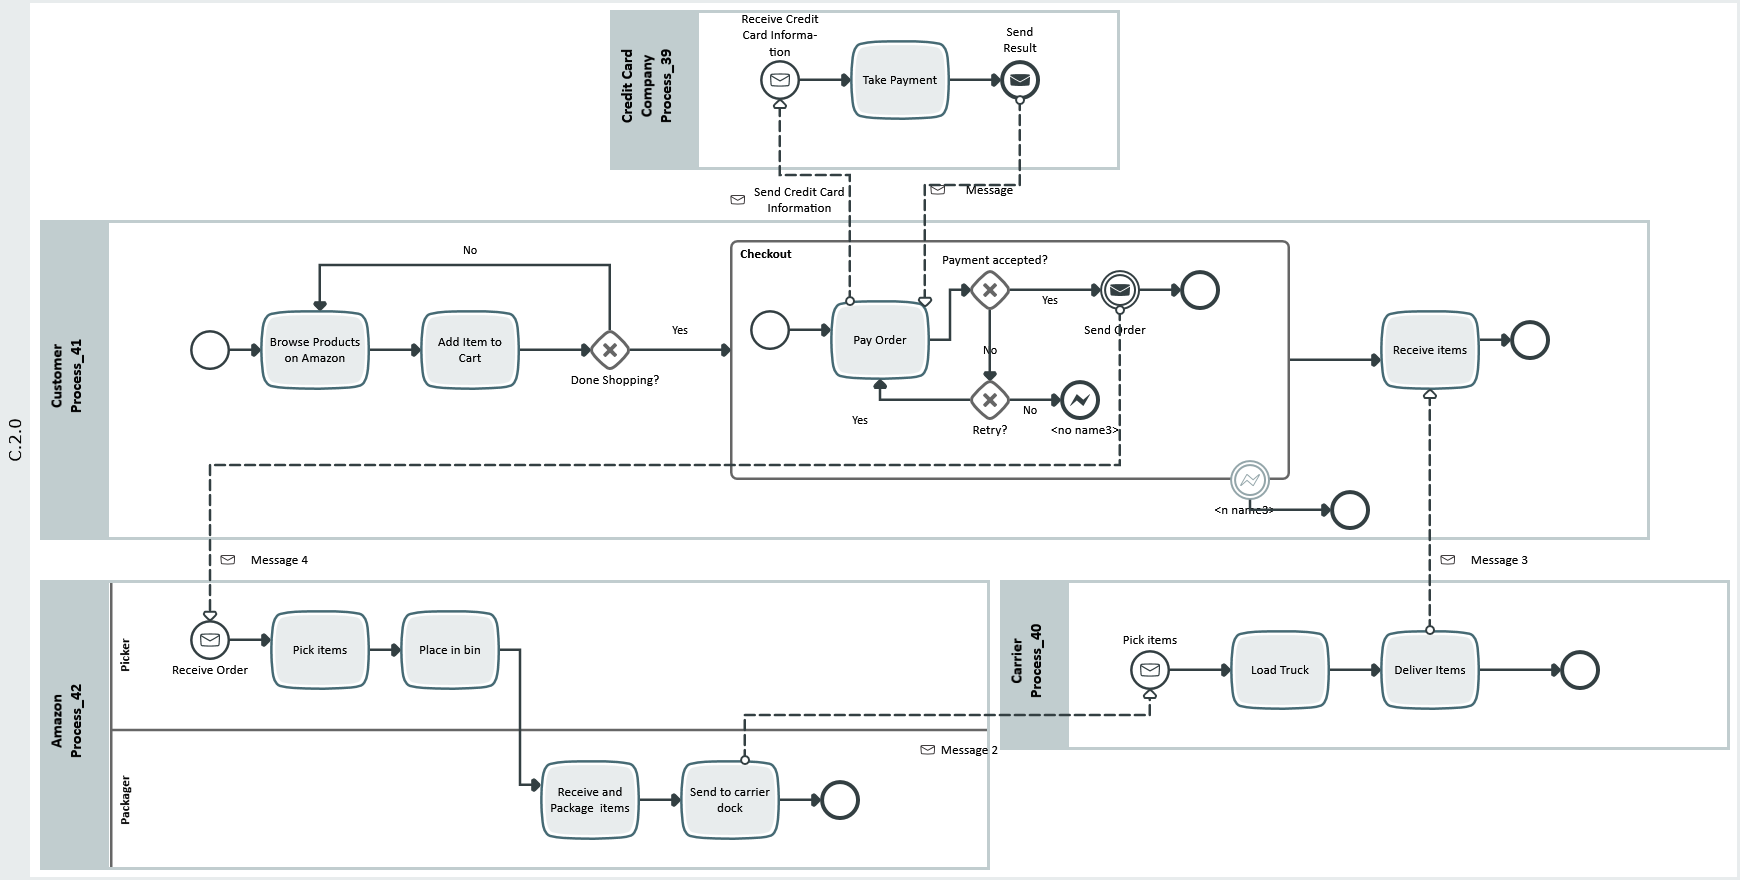 C.2.0
Credit Card
Company
Process_39
Receive Credit
Card Informa-
tion
Take Payment
Send
Result
Send Credit Card
Information
Message
Customer
Process_41
No
Browse Products
on Amazon
Add Item to
Cart
Done Shopping?
Yes
Checkout
Pay Order
Payment accepted?
Yes
Send Order
No
Yes
Retry?
No
<no name3>
<n name3>
Receive items
Message 4
Message 3
Amazon
Process_42
Picker
Receive Order
Pick items
Place in bin
Packager
Receive and
Package  items
Send to carrier
dock
Message 2
Carrier
Process_40
Pick items
Load Truck
Deliver Items